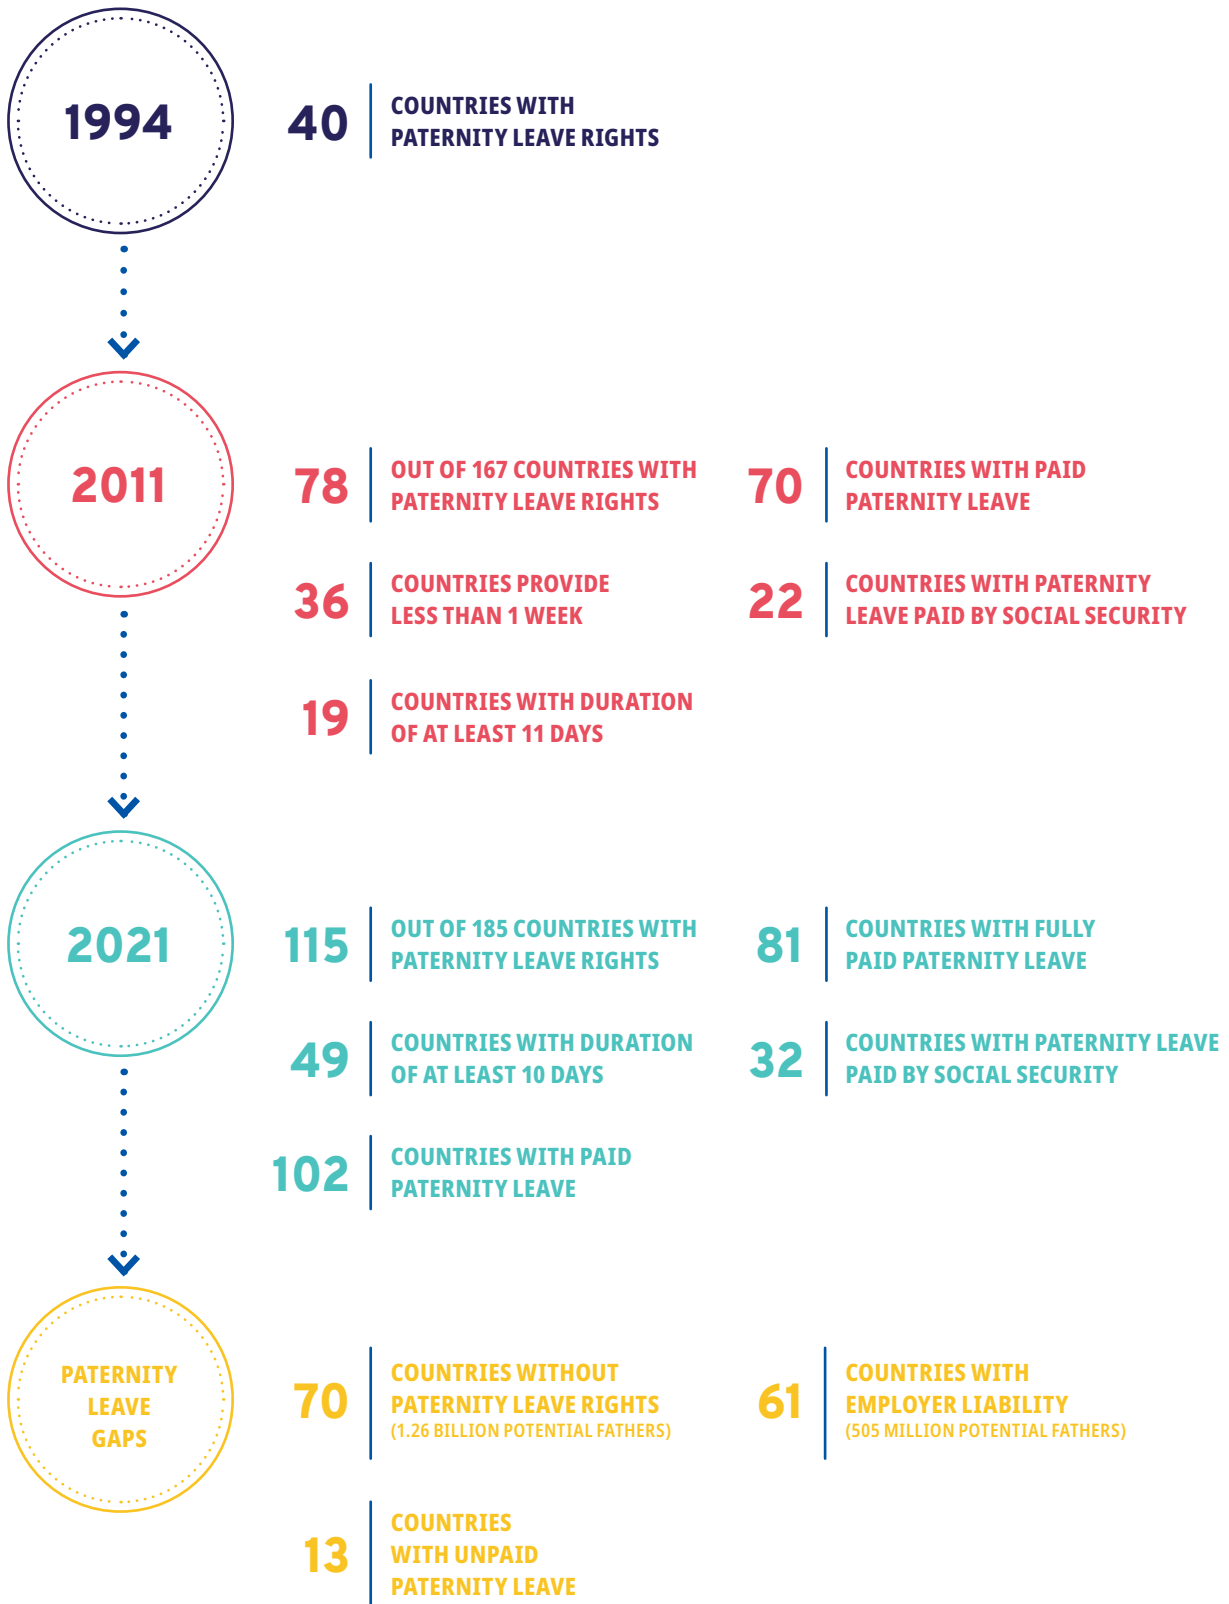 1994
40
COUNTRIES WITH
PATERNITY LEAVE RIGHTS
2011
78
OUT OF 167 COUNTRIES WITH
PATERNITY LEAVE RIGHTS
70
COUNTRIES WITH PAID
PATERNITY LEAVE
36
COUNTRIES PROVIDE
LESS THAN 1 WEEK
22
COUNTRIES WITH PATERNITY
LEAVE PAID BY SOCIAL SECURITY
19
COUNTRIES WITH DURATION
OF AT LEAST 11 DAYS
2021
115
OUT OF 185 COUNTRIES WITH
PATERNITY LEAVE RIGHTS
81
COUNTRIES WITH FULLY
PAID PATERNITY LEAVE
49
COUNTRIES WITH DURATION
OF AT LEAST 10 DAYS
32
COUNTRIES WITH PATERNITY LEAVE
PAID BY SOCIAL SECURITY
102
COUNTRIES WITH PAID
PATERNITY LEAVE
PATERNITY
LEAVE
GAPS
70
COUNTRIES WITHOUT
PATERNITY LEAVE RIGHTS
(1.26 BILLION POTENTIAL FATHERS)
61
COUNTRIES WITH
EMPLOYER LIABILITY
(505 MILLION POTENTIAL FATHERS)
13
COUNTRIES
WITH UNPAID
PATERNITY LEAVE